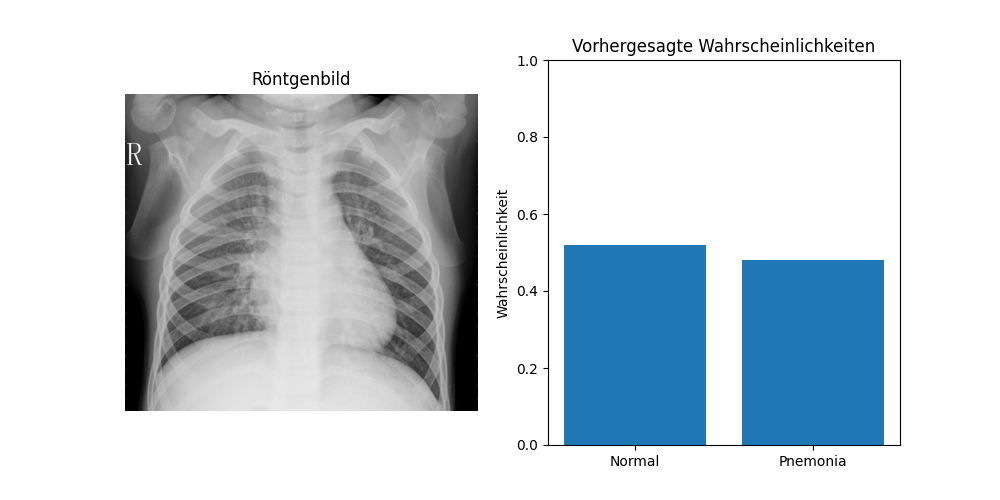 Röntgenbild
R
Vorhergesagte Wahrscheinlichkeiten
Wahrscheinlichkeit
1.0
0.8
0.6
0.4
0.2
0.0
Normal
Pnemonia